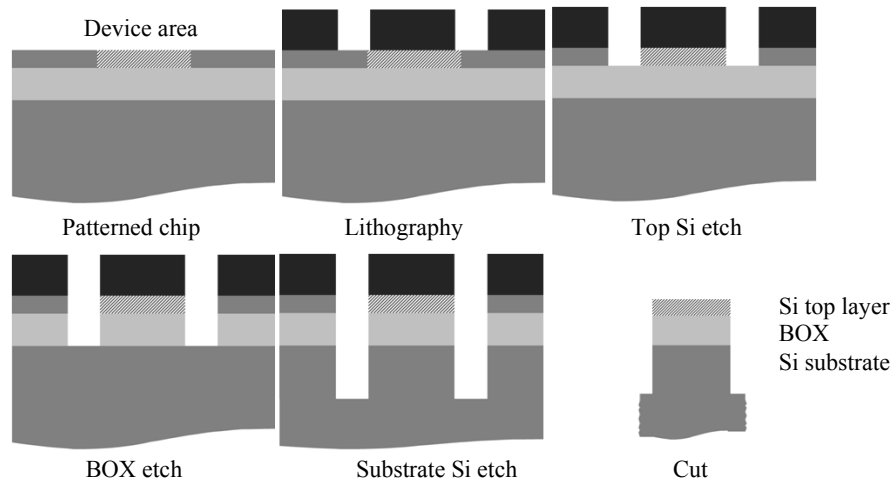 Device area
Patterned chip
Lithography
Top Si etch
Si top layer
BOX
Si substrate
BOX etch
Substrate Si etch
Cut